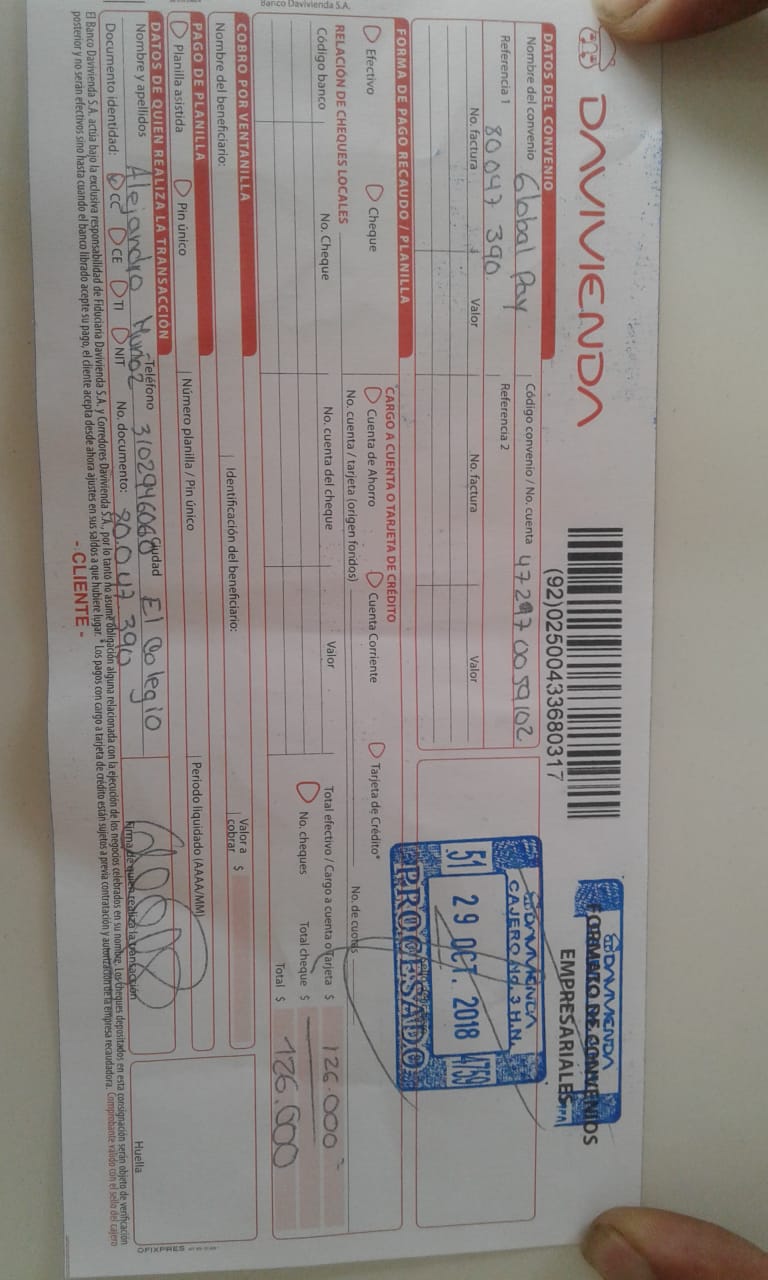 Banco Davivienda S.A.
DAVIVIENDA
(92)02500433680317
DAVIVIENDA
FORMATO DE CONVENIOS
EMPRESARIALES
DATOS DEL CONVENIO
Nombre del convenio Global Pay
Código convenio / No. cuenta 472970059102
Referencia 1 80047390
Referencia 2
No. factura Valor No. factura Valor
DAVIVIENDA
CAJERO No. 3 H.N.
51 29 OCT. 2018 4759
PROCESADO
FORMA DE PAGO RECAUDO / PLANILLA
CARGO A CUENTA O TARJETA DE CRÉDITO
Efectivo Cheque Cuenta de Ahorro Cuenta Corriente Tarjeta de Crédito*
No. cuenta / tarjeta (origen fondos) No. de cuotas
RELACIÓN DE CHEQUES LOCALES
Código banco No. Cheque No. cuenta del cheque Valor
Total efectivo / Cargo a cuenta o Tarjeta $ 126.000
No. cheques Total cheque $
Total $ 126.000
COBRO POR VENTANILLA
Nombre del beneficiario: Identificación del beneficiario: Valor a cobrar $
PAGO DE PLANILLA
Planilla asistida Pin único Número planilla / Pin único Periodo liquidado (AAAA/MM)
DATOS DE QUIEN REALIZA LA TRANSACCIÓN
Nombre y apellidos Alejandro Muñoz Teléfono 3102946068 Ciudad El Colegio
Documento identidad: CC CE TI NIT No. documento: 80.047.390
Firma de quien realiza la transacción
Huella
El Banco Davivienda S.A. actúa bajo la exclusiva responsabilidad de Fiduciaria Davivienda S.A. y Corredores Davivienda S.A., por lo tanto no asume obligación alguna relacionada con la ejecución de los negocios celebrados en su nombre. Los cheques depositados en esta consignación serán objeto de verificación
posterior y no serán efectivos sino hasta cuando el banco librado acepte su pago, el cliente acepta desde ahora ajustes en sus saldos a que hubiere lugar. * Los pagos con cargo a tarjeta de crédito están sujetos a previa contratación y autorización de la empresa recaudadora. Comprobante válido con el sello del cajero
- CLIENTE -
OFIXPRES